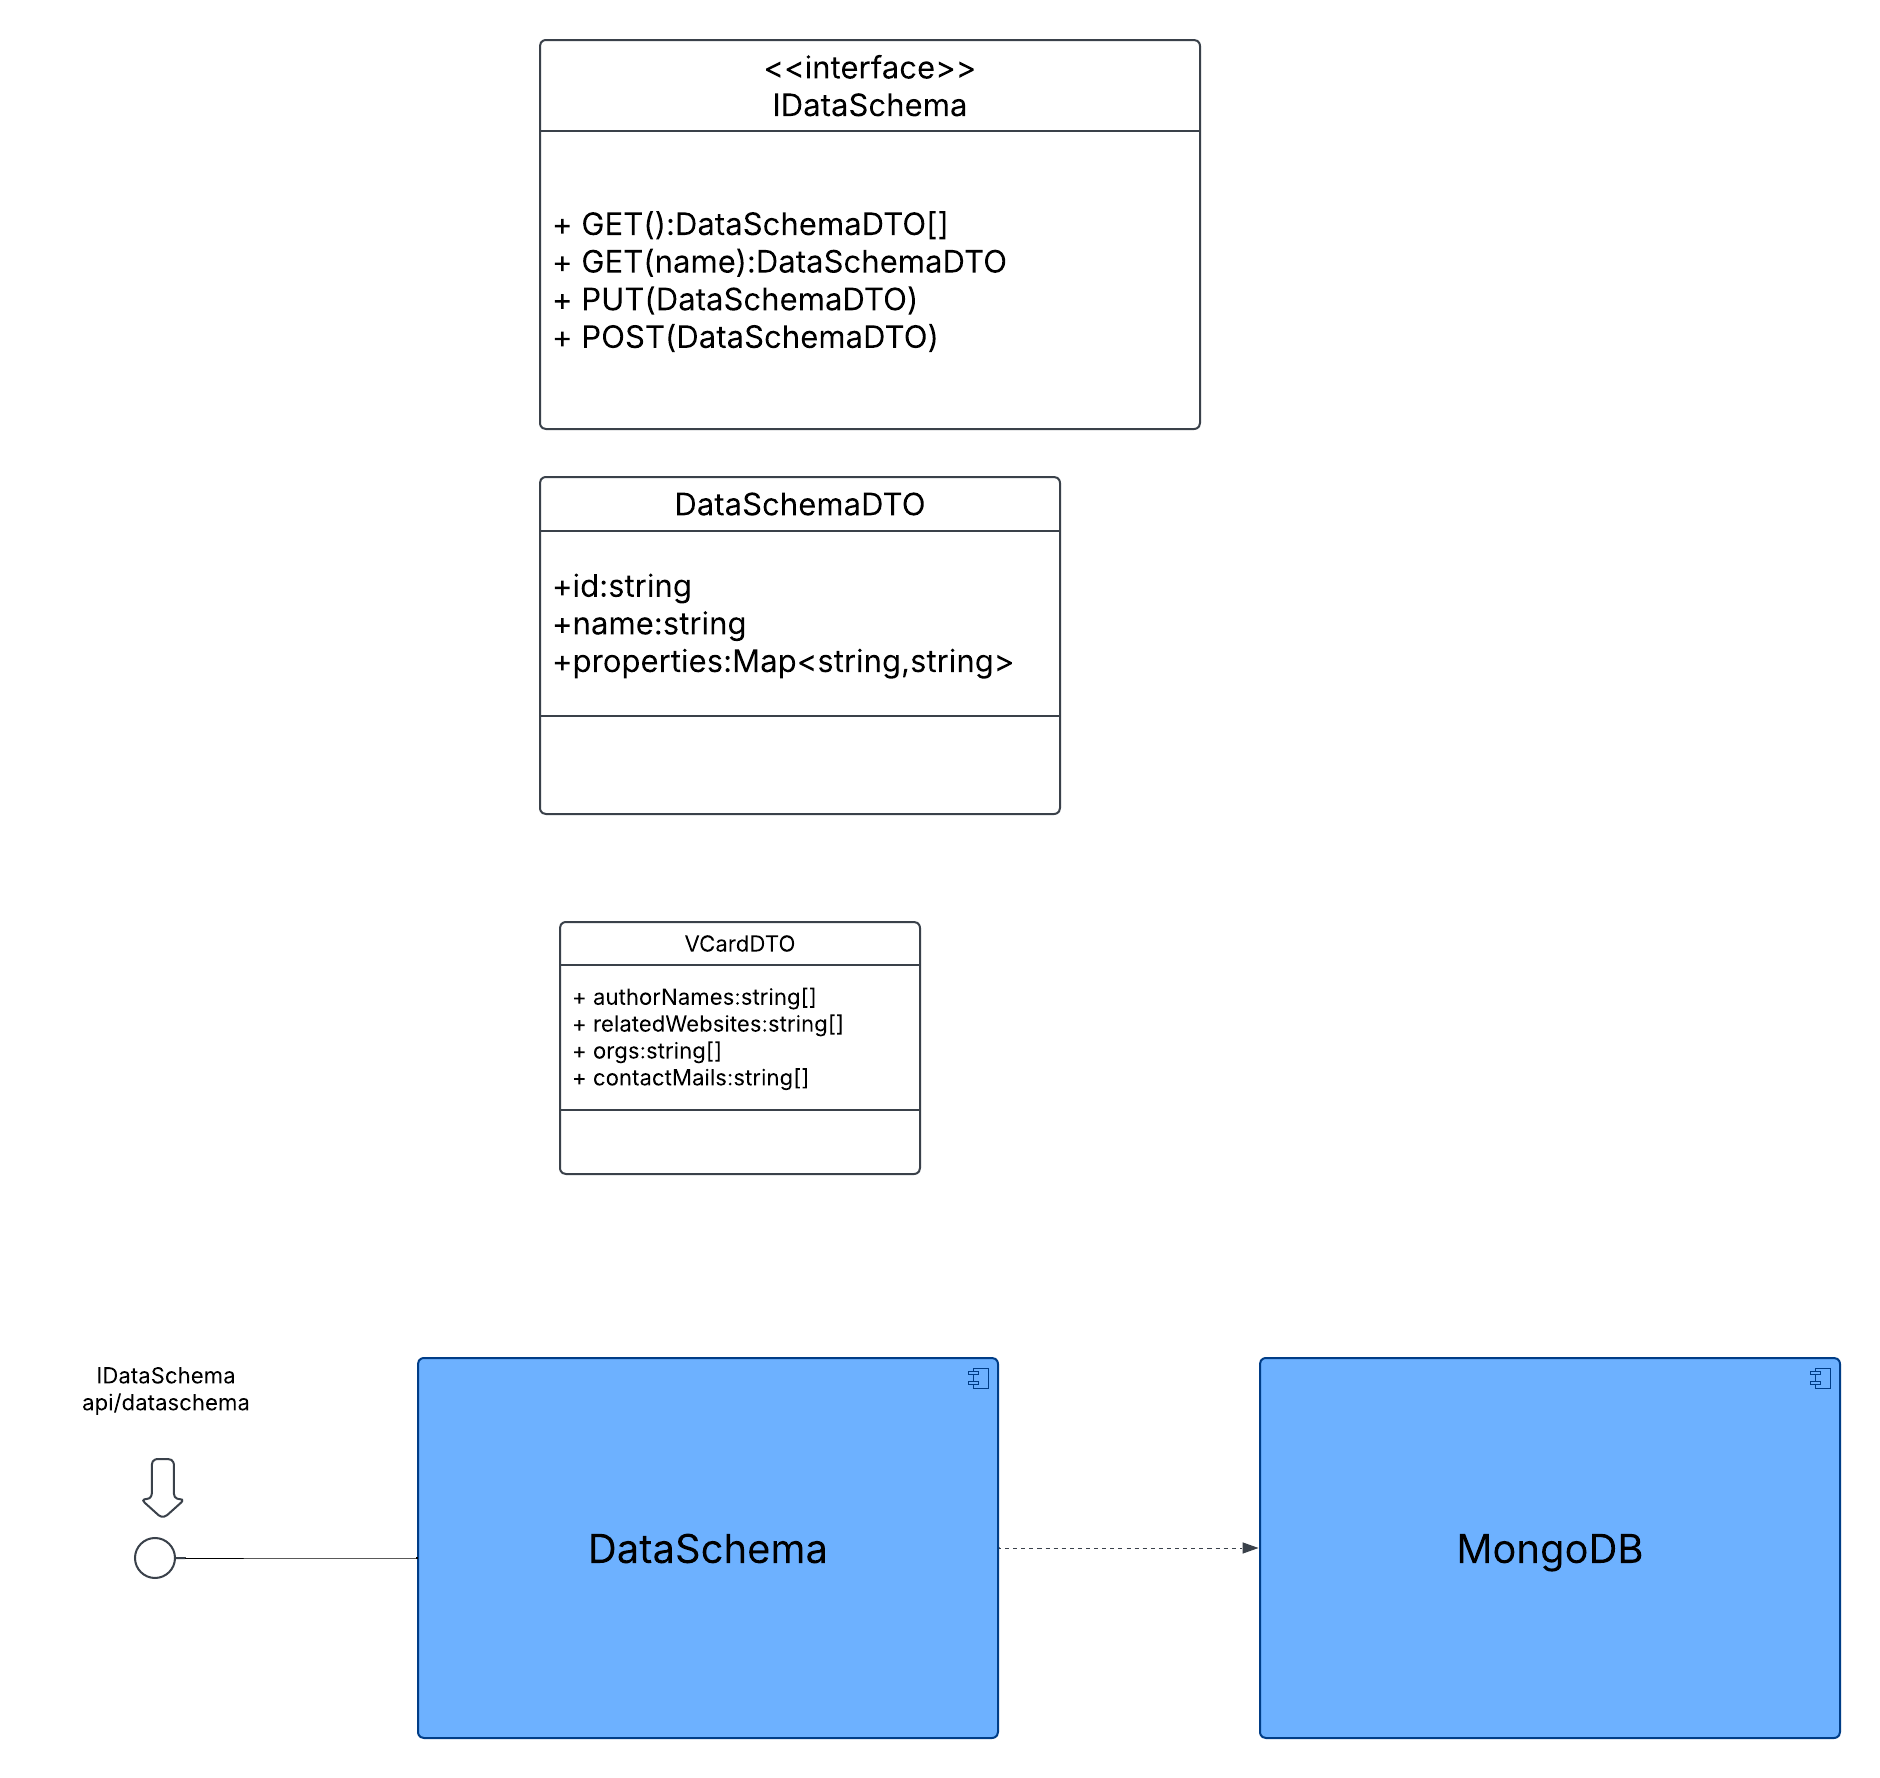 <<interface>>
IDataSchema
+ GET():DataSchemaDTO[]
+ GET(name):DataSchemaDTO
+ PUT(DataSchemaDTO)
+ POST(DataSchemaDTO)
DataSchemaDTO
+id:string
+name:string
+properties:Map<string,string>
VCardDTO
+ authorNames:string[]
+ relatedWebsites:string[]
+ orgs:string[]
+ contactMails:string[]
IDataSchema
api/dataschema
DataSchema
MongoDB